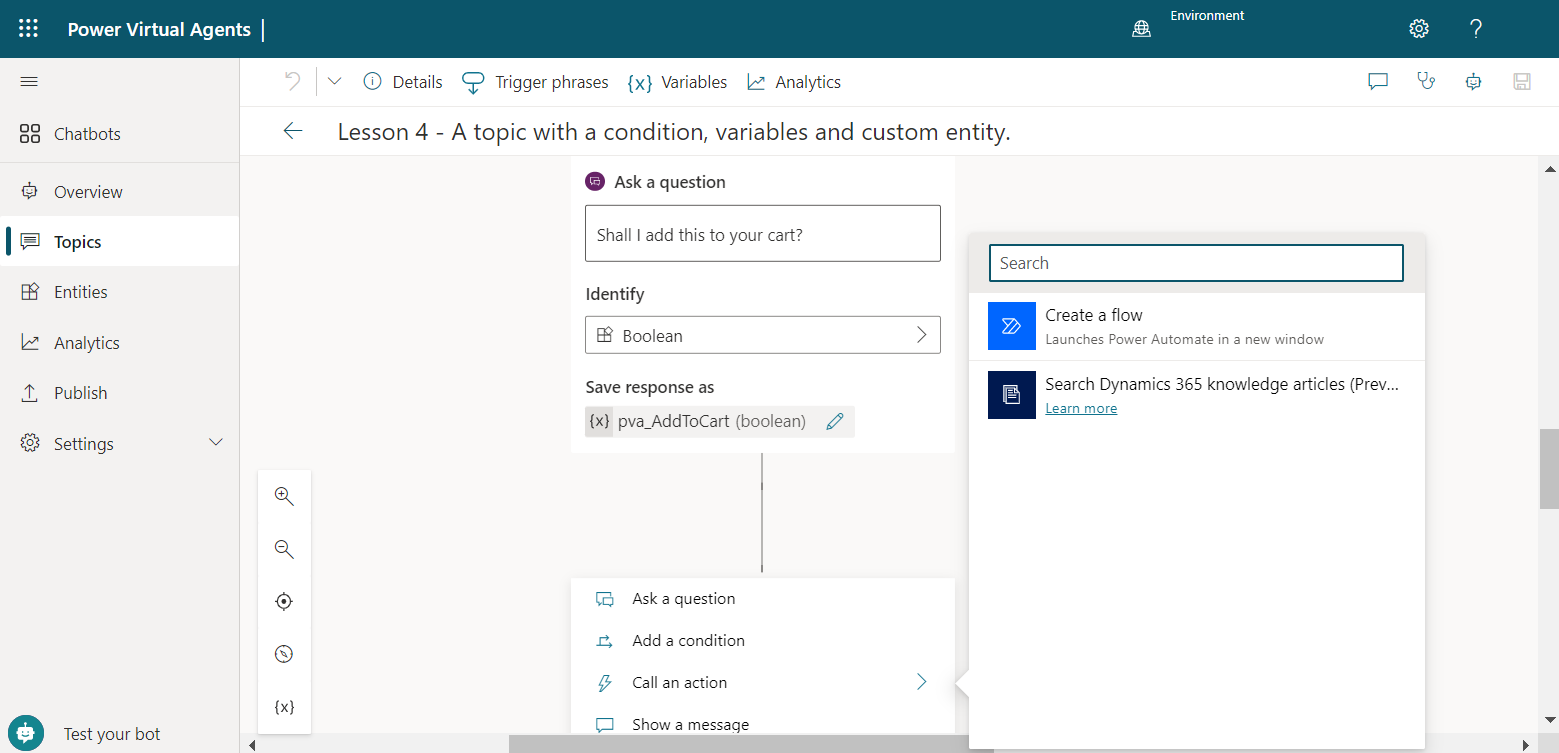 Power Virtual Agents |
Environment
?
Details
Trigger phrases
{x} Variables
Analytics
Chatbots
Overview
Topics
Entities
Analytics
Publish
Settings
Test your bot
Lesson 4 - A topic with a condition, variables and custom entity.
Ask a question
Shall I add this to your cart?
Identify
Boolean
Save response as
{x} pva_AddToCart (boolean)
{x}
Ask a question
Add a condition
Call an action
Show a message
Search
Create a flow
Launches Power Automate in a new window
Search Dynamics 365 knowledge articles (Prev...
Learn more